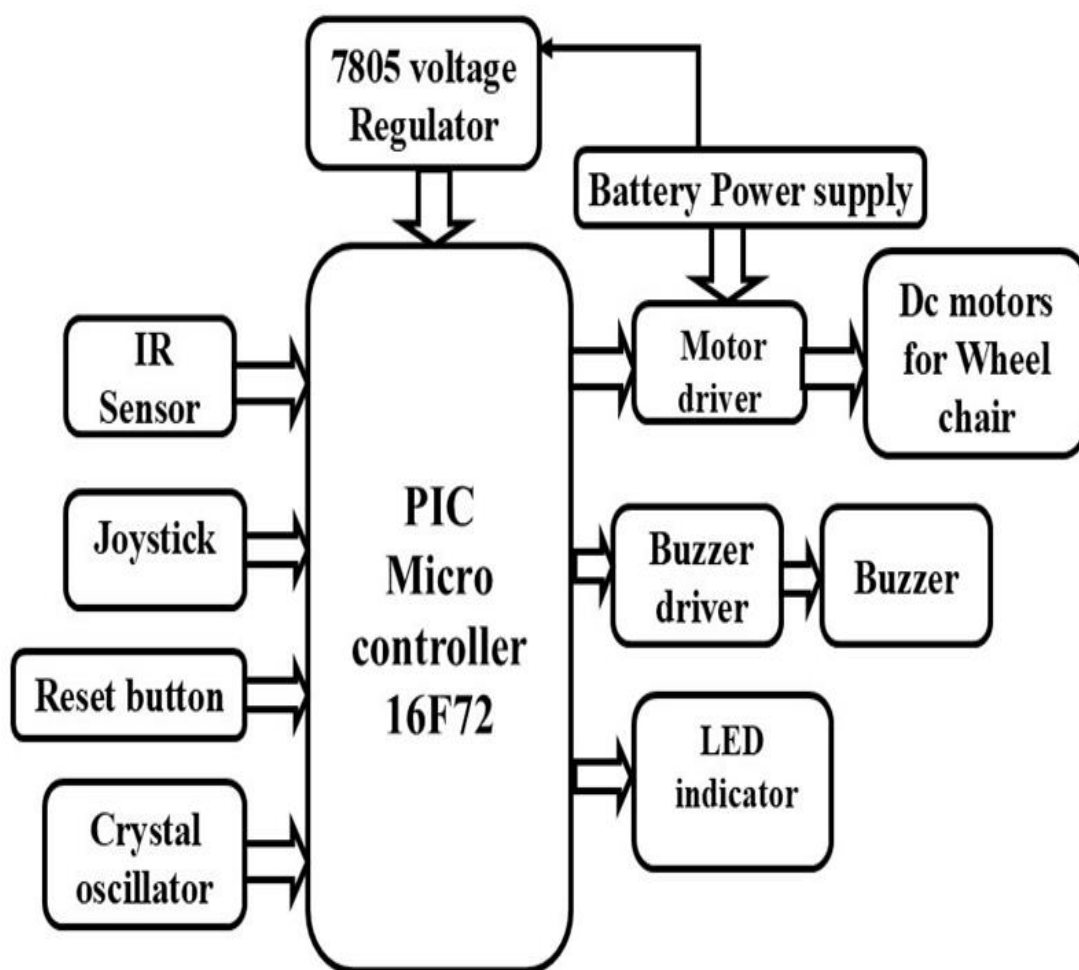 7805 voltage
Regulator
Battery Power supply
IR
Sensor
Motor
driver
Dc motors
for Wheel
chair
Joystick
PIC
Micro
controller
16F72
Buzzer
driver
Buzzer
Reset button
LED
indicator
Crystal
oscillator